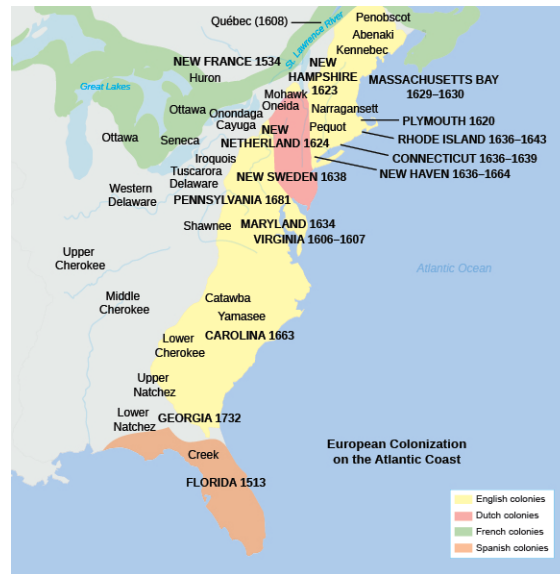 Québec (1608)
St. Lawrence River
Penobscot
Abenaki
Kennebec
NEW FRANCE 1534
NEW
HAMPSHIRE
1623
MASSACHUSETTS BAY
1629–1630
Huron
Great Lakes
Mohawk
Oneida
Narragansett
Ottawa
Onondaga
Cayuga
PLYMOUTH 1620
NEW
NETHERLAND 1624
Pequot
RHODE ISLAND 1636–1643
Ottawa
Seneca
CONNECTICUT 1636–1639
Iroquois
Tuscarora
Delaware
NEW HAVEN 1636–1664
NEW SWEDEN 1638
Western
Delaware
PENNSYLVANIA 1681
Shawnee
MARYLAND 1634
VIRGINIA 1606–1607
Upper
Cherokee
Atlantic Ocean
Middle
Cherokee
Catawba
Yamasee
CAROLINA 1663
Lower
Cherokee
Upper
Natchez
Lower
Natchez
GEORGIA 1732
Creek
FLORIDA 1513
European Colonization
on the Atlantic Coast
English colonies
Dutch colonies
French colonies
Spanish colonies